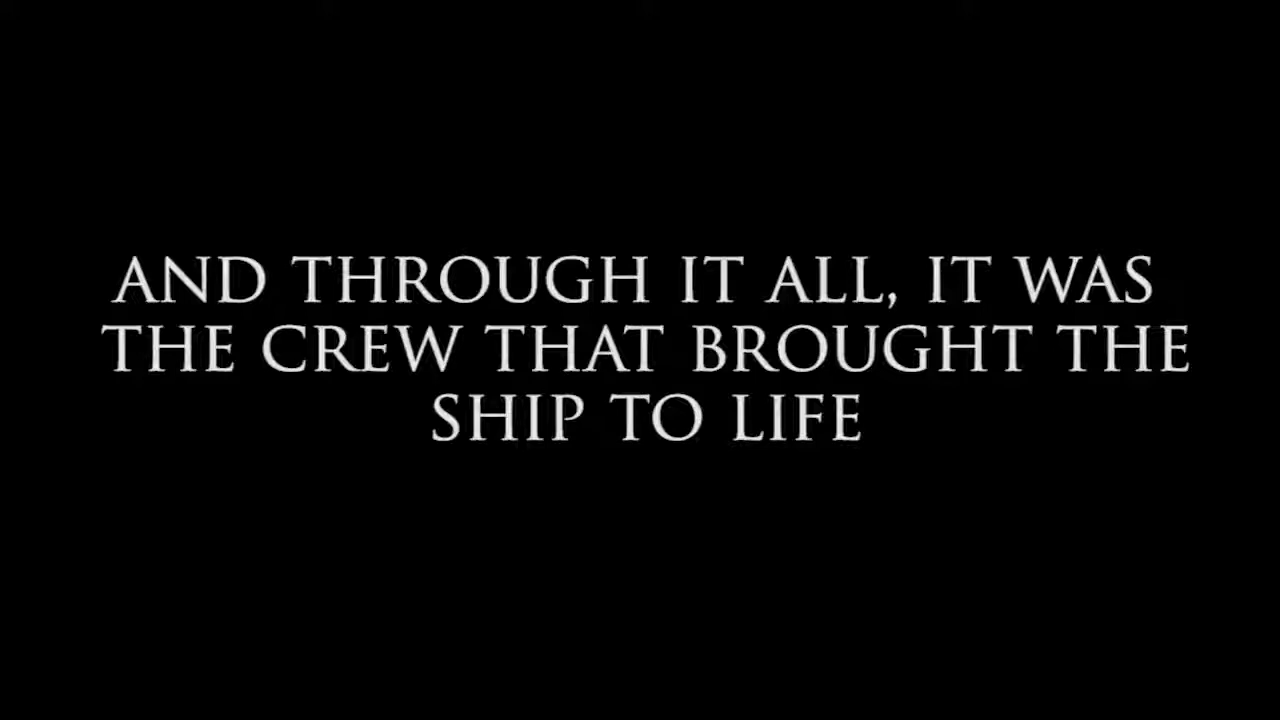 AND THROUGH IT ALL, IT WAS
THE CREW THAT BROUGHT THE
SHIP TO LIFE